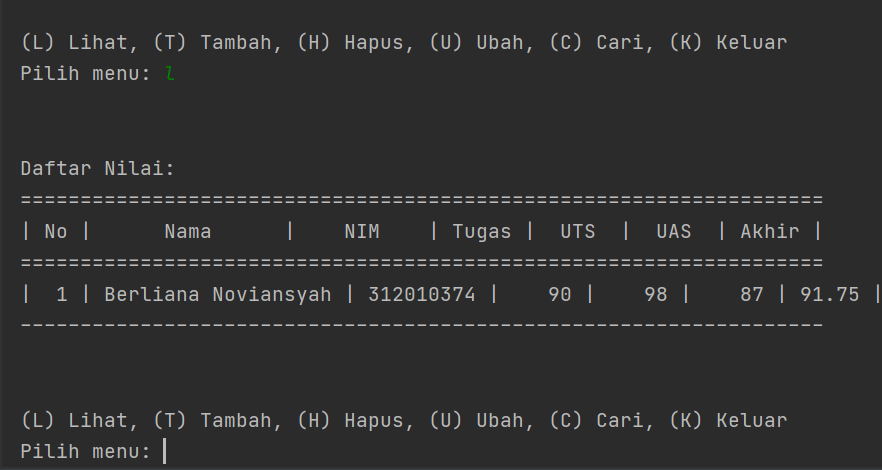 (L) Lihat, (T) Tambah, (H) Hapus, (U) Ubah, (C) Cari, (K) Keluar
Pilih menu: l
Daftar Nilai:
===================================================================
| No |      Nama      |    NIM    | Tugas |  UTS  |  UAS  | Akhir |
===================================================================
|  1 | Berliana Noviansyah | 312010374 |    90 |    98 |    87 | 91.75 |
-------------------------------------------------------------------
(L) Lihat, (T) Tambah, (H) Hapus, (U) Ubah, (C) Cari, (K) Keluar
Pilih menu: